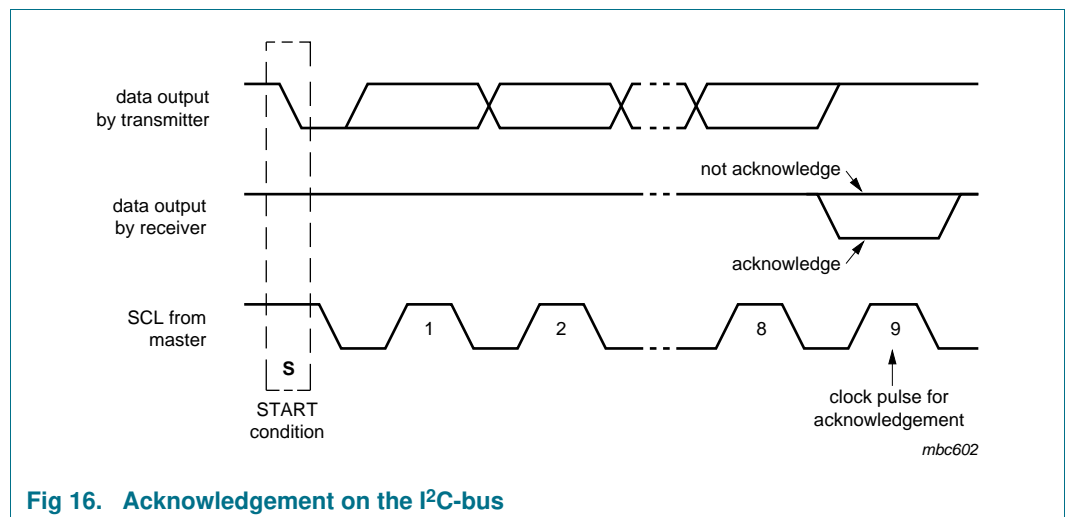 data output
by transmitter
not acknowledge
data output
by receiver
acknowledge
SCL from
master
1
2
8
9
S
START
condition
clock pulse for
acknowledgement
mbc602
Fig 16. Acknowledgement on the I²C-bus